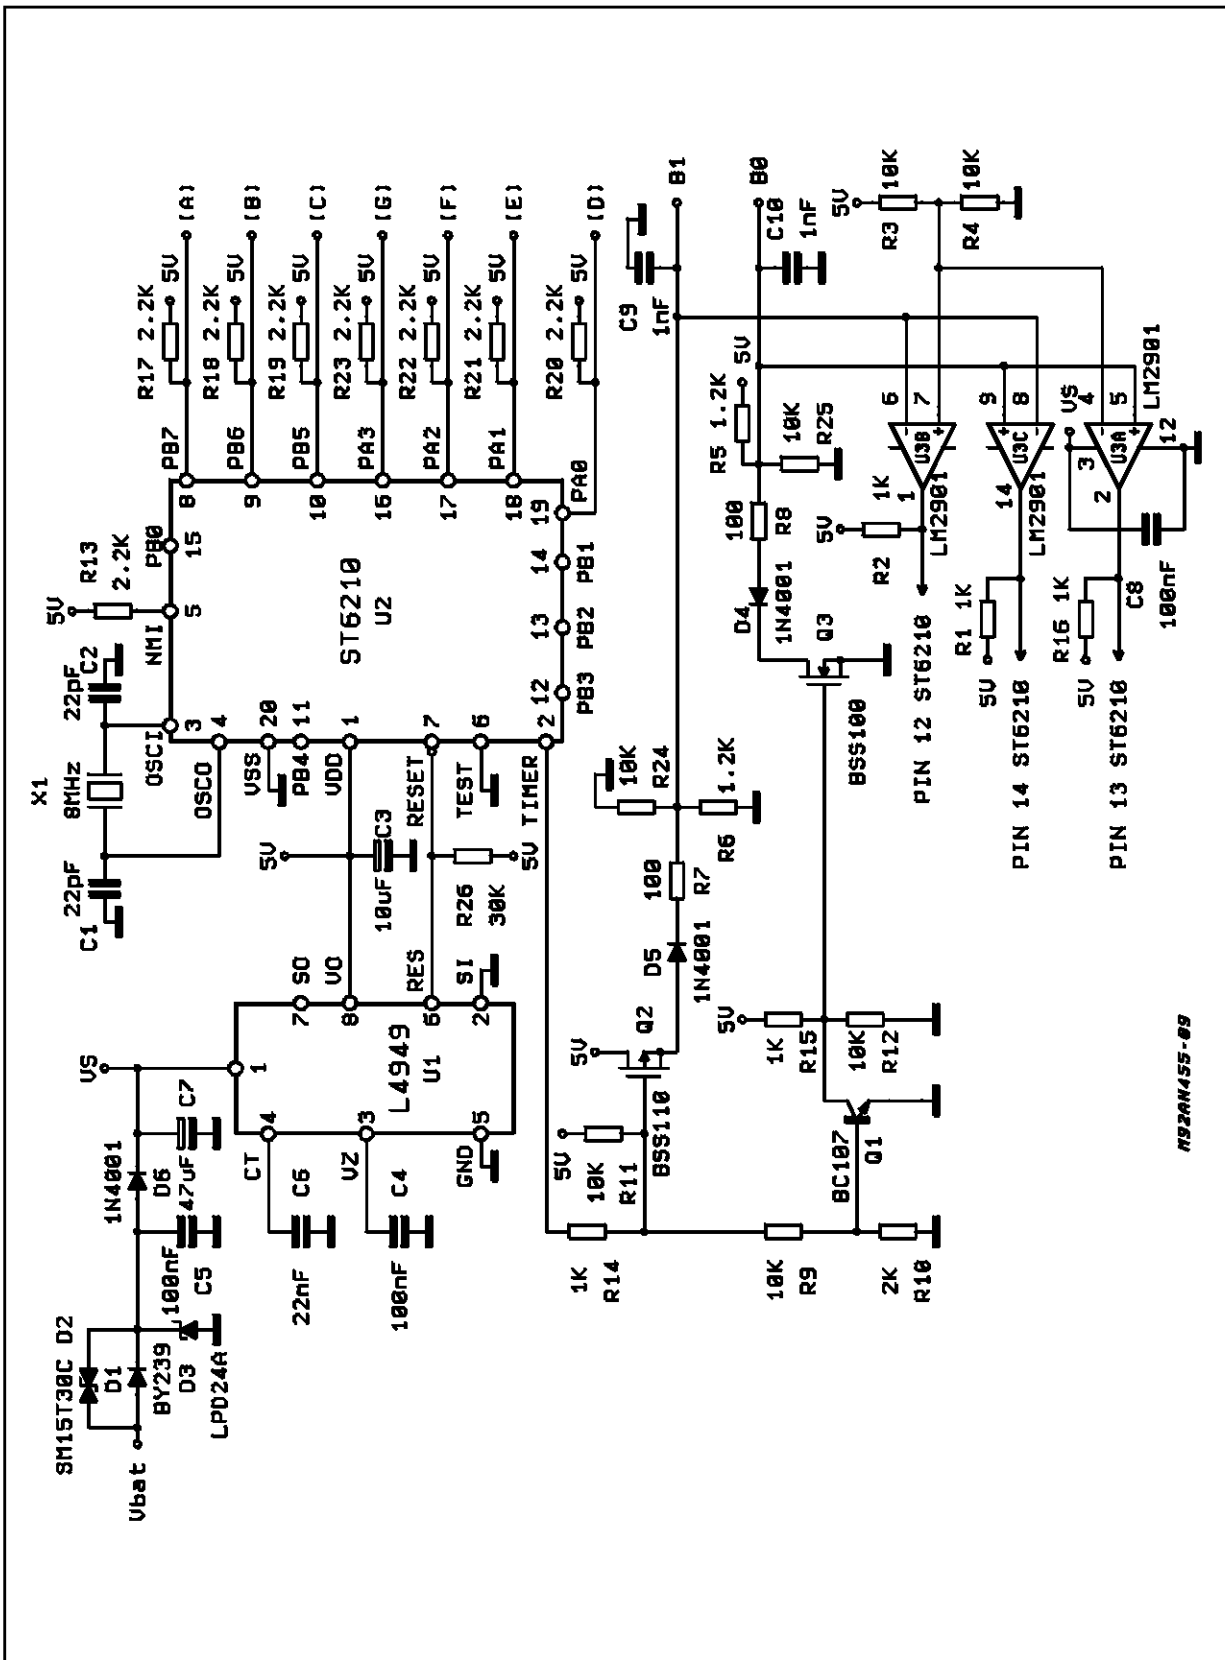 SM15T30C D2
Vbat
D1
BY239
D3
LPD24A
100nF
C5
1N4001
D6
47uF
C7
VS
C1
22pF
X1
8MHz
22pF
C2
5V
R13
2.2K
OSCI
3
NMI
5
PB0
15
OSCO
4
VSS
20
PB4
11
VDD
1
RESET
7
TEST
6
TIMER
2
ST6210
U2
PB7
8
PB6
9
PB5
10
PA3
16
PA2
17
PA1
18
PA0
19
14
PB1
13
PB2
12
PB3
R17 2.2K
5V
(A)
R18 2.2K
5V
(B)
R19 2.2K
5V
(C)
R23 2.2K
5V
(G)
R22 2.2K
5V
(F)
R21 2.2K
5V
(E)
R20 2.2K
5V
(D)
1
CT
4
VZ
3
GND
5
L4949
U1
7
SO
8
VO
6
RES
2
SI
C6
22nF
C4
100nF
5V
10uF
C3
R26
30K
5V
5V
10K
R11
1K
R14
5V
Q2
BSS110
D5
1N4001
100
R7
10K
R24
R6
1.2K
C9
1nF
B1
B0
C10
1nF
R5 1.2K
5V
10K
R25
100
R8
D4
1N4001
Q3
BSS100
5V
1K
R15
10K
R12
BC107
Q1
10K
R9
2K
R10
5V
R3
10K
R4
10K
5V
R2
1K
6
7
U3B
1
LM2901
PIN 12 ST6210
9
8
U3C
14
LM2901
R1 1K
5V
PIN 14 ST6210
VS
4
5
3
U3A
12
2
LM2901
R16 1K
5V
PIN 13 ST6210
C8
100nF
M92AN455-09